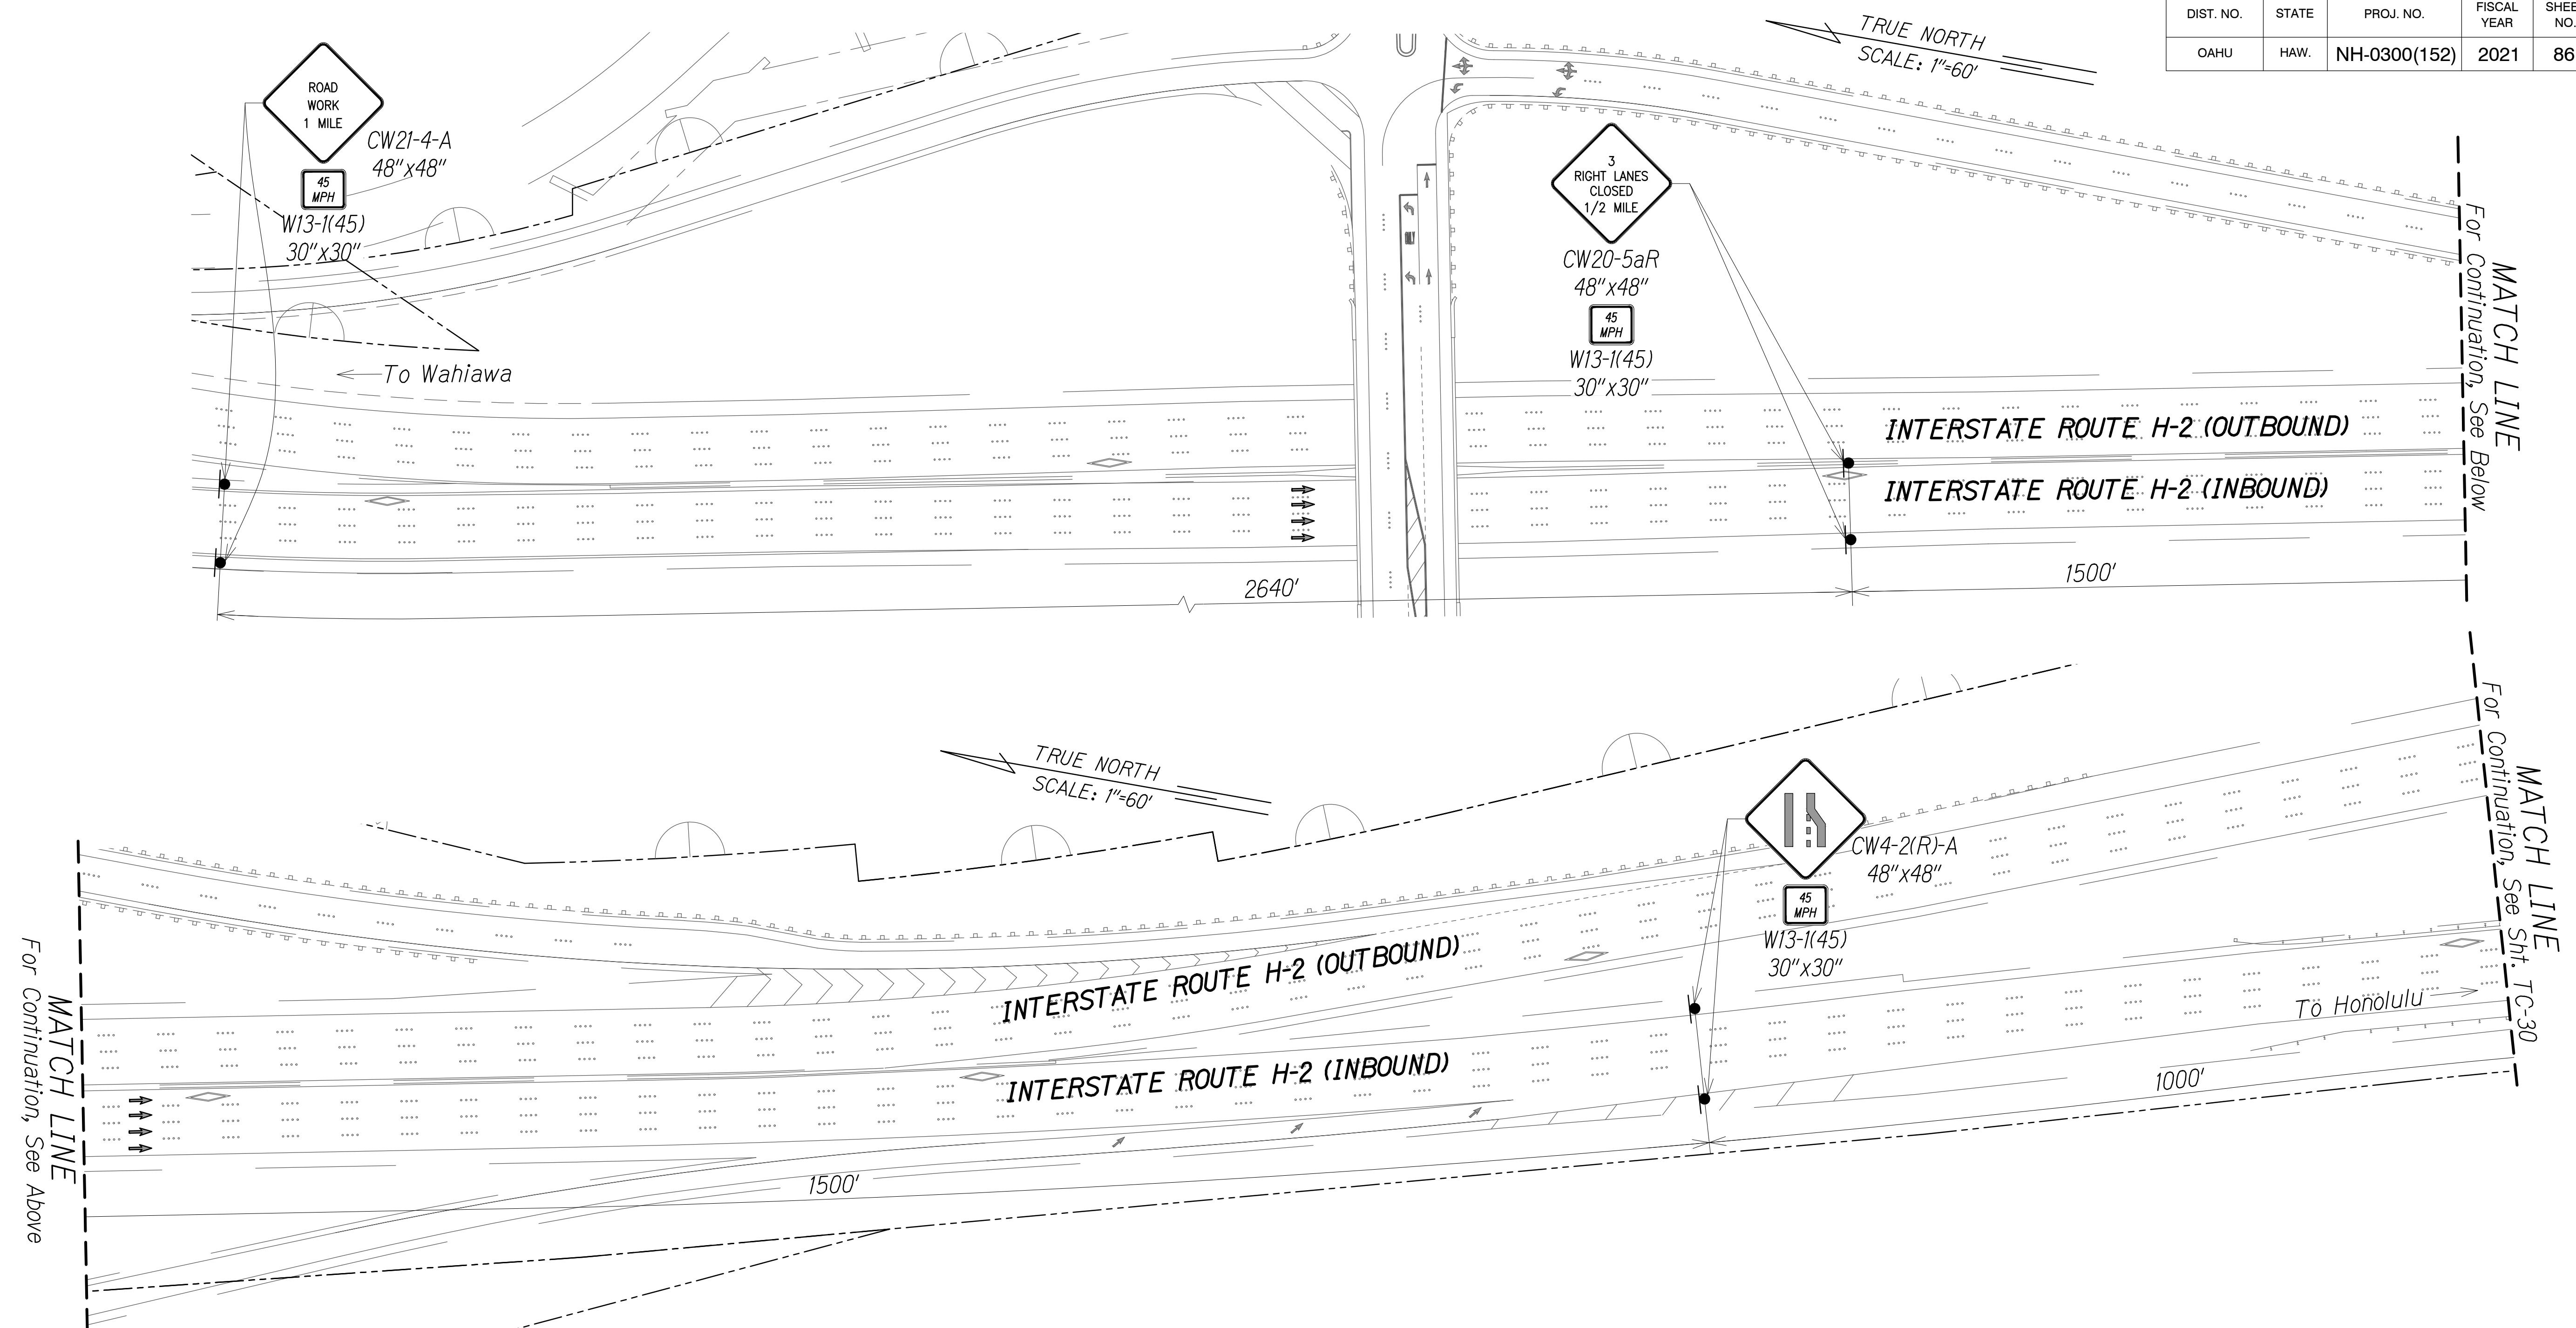 DIST. NO. STATE PROJ. NO. FISCAL YEAR SHEE NO.
OAHU HAW. NH-0300(152) 2021 86
TRUE NORTH
SCALE: 1"=60'
ROAD
WORK
1 MILE
CW21-4-A
48"x48"
45
MPH
W13-1(45)
30"x30"
To Wahiawa
3
RIGHT LANES
CLOSED
1/2 MILE
CW20-5aR
48"x48"
45
MPH
W13-1(45)
30"x30"
INTERSTATE ROUTE H-2 (OUTBOUND)
INTERSTATE ROUTE H-2 (INBOUND)
2640'
1500'
MATCH LINE
For Continuation, See Below
TRUE NORTH
SCALE: 1"=60'
CW4-2(R)-A
48"x48"
45
MPH
W13-1(45)
30"x30"
INTERSTATE ROUTE H-2 (OUTBOUND)
INTERSTATE ROUTE H-2 (INBOUND)
To Honolulu
1500'
1000'
MATCH LINE
For Continuation, See Above
MATCH LINE
For Continuation, See Sht. TC-30